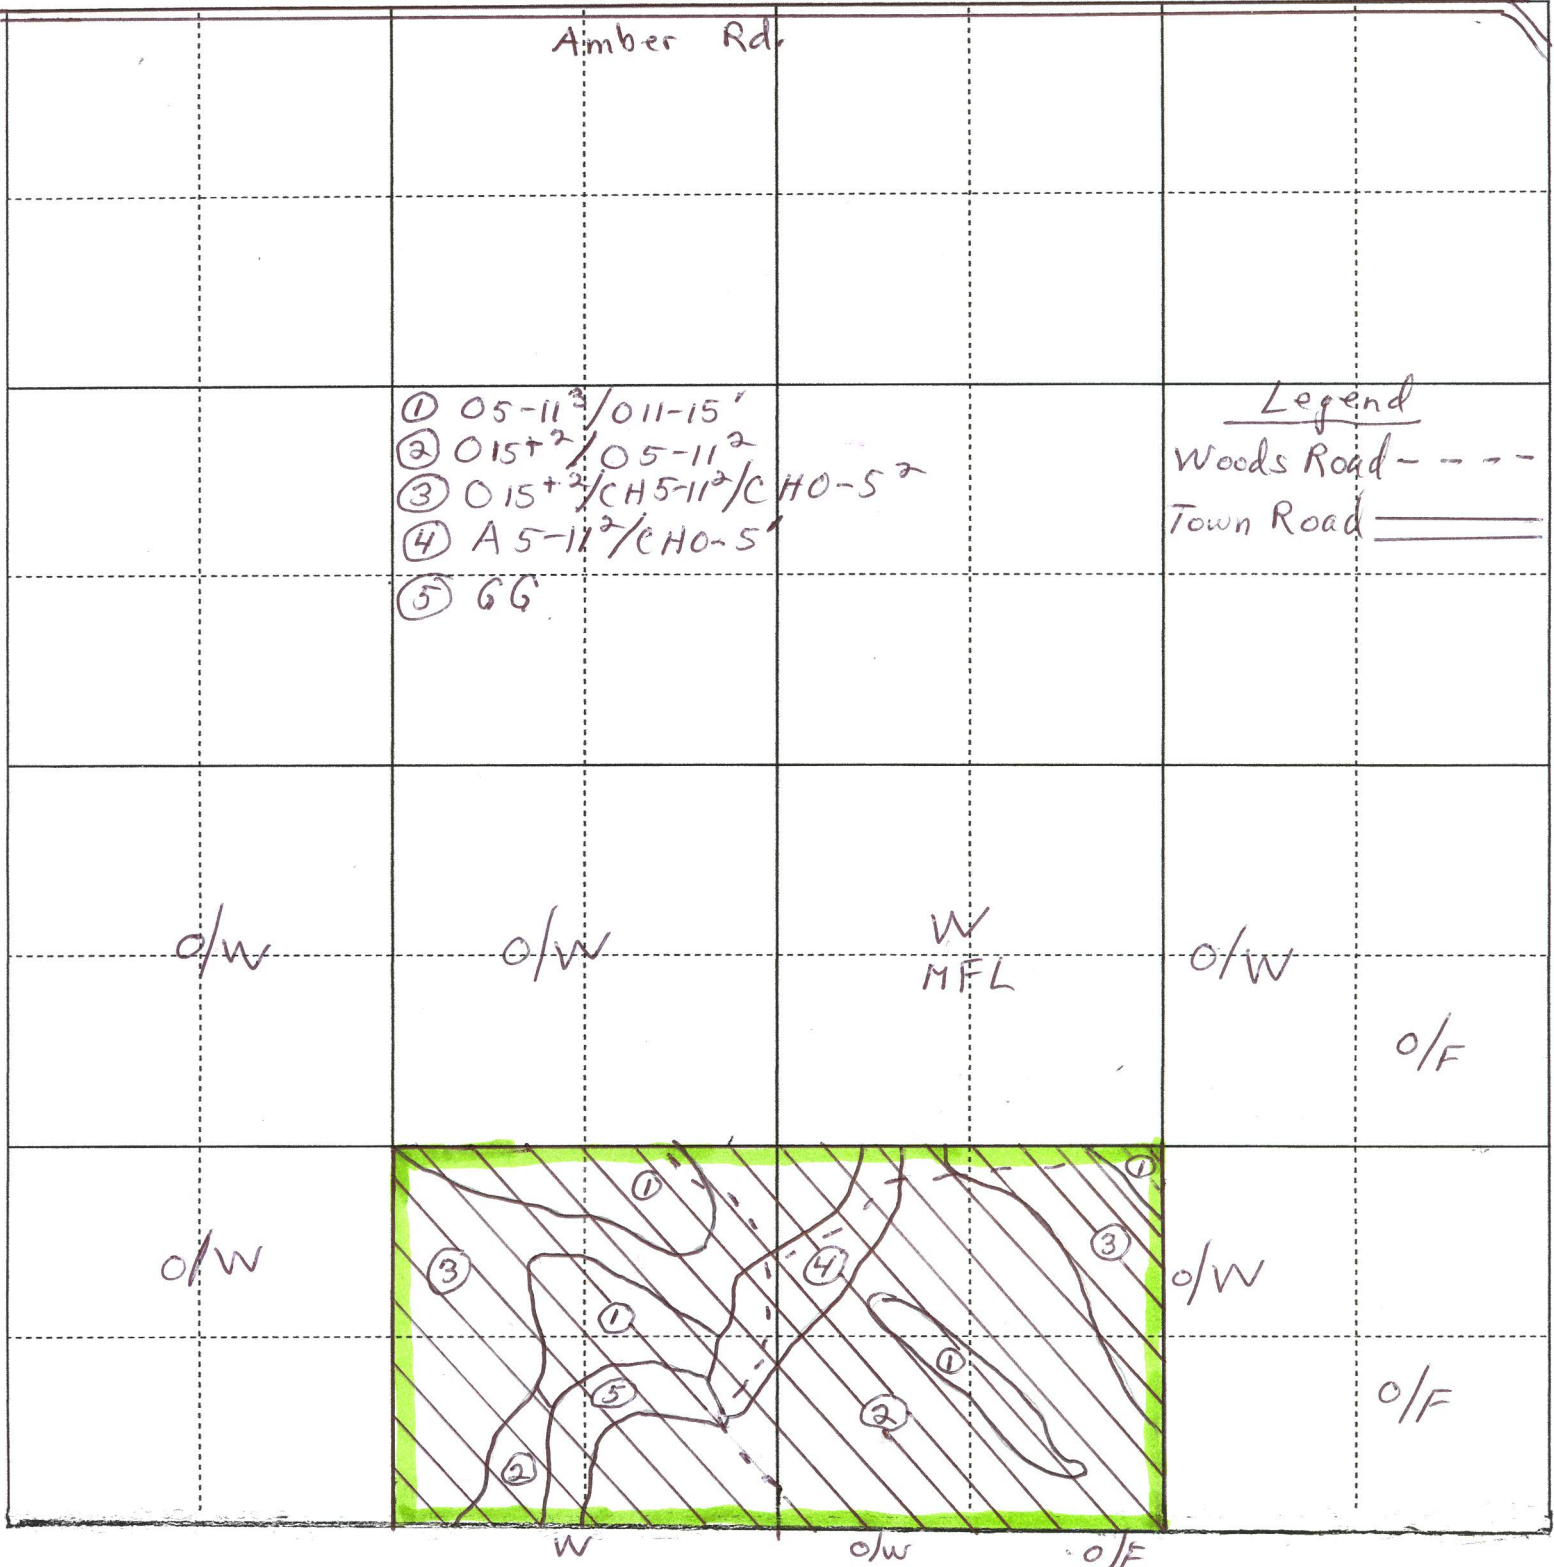 Amber Rd.
① O5-11³/O11-15'
② O15+²/O5-11²
③ O15+²/CH5-11²/CHO-5²
④ A5-11²/CHO-5'
⑤ GG
Legend
Woods Road
Town Road
O/W
O/W
W
MFL
O/W
O/F
O/W
①
①
③
③
④
O/W
①
①
⑤
②
②
O/F
W
O/W
O/F